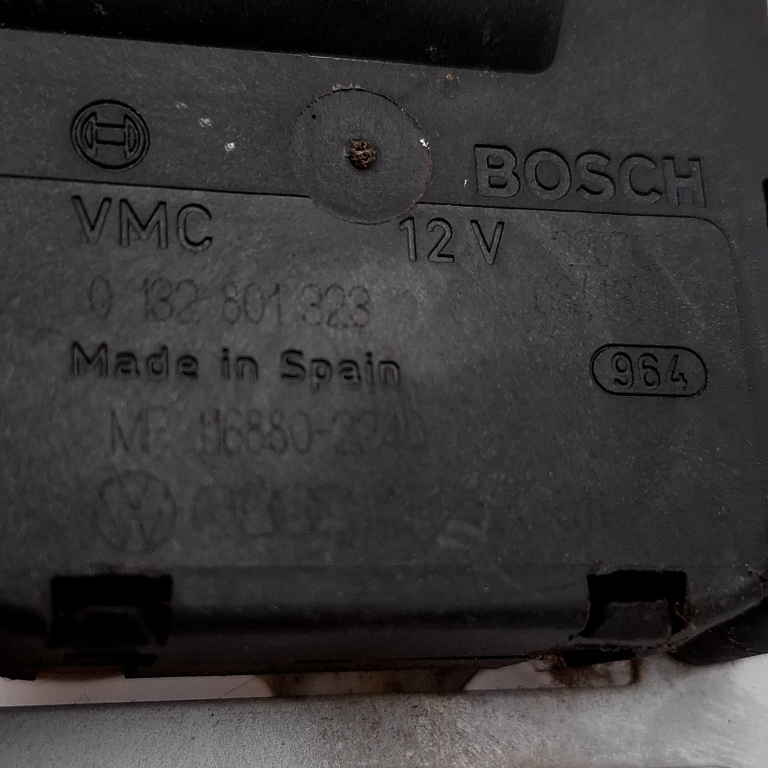 BOSCH
VMC
12 V
0 132 801 323
Made in Spain
964